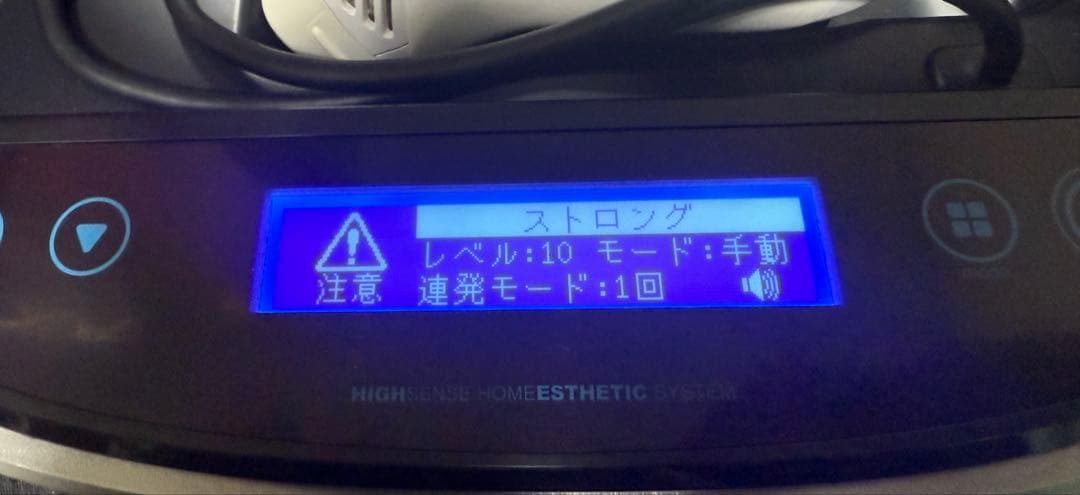 ストロング
レベル:10 モード:手動
注意 連発モード:1回
HIGHSENSE HOMEESTHETIC SYSTEM